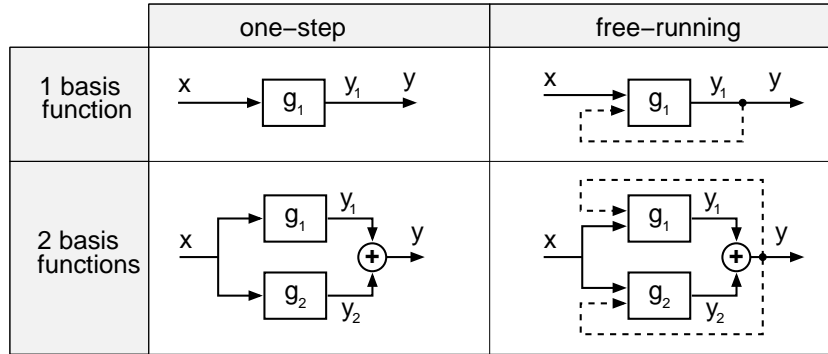 one–step
free–running
1 basis
function
x
g1
y1
y
x
g1
y1
y
2 basis
functions
x
g1
y1
g2
y2
+
y
x
g1
y1
g2
y2
+
y